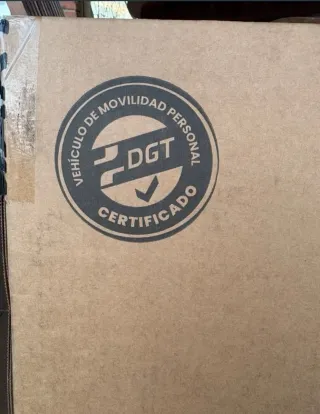 VEHÍCULO DE MOVILIDAD PERSONAL
DGT
CERTIFICADO